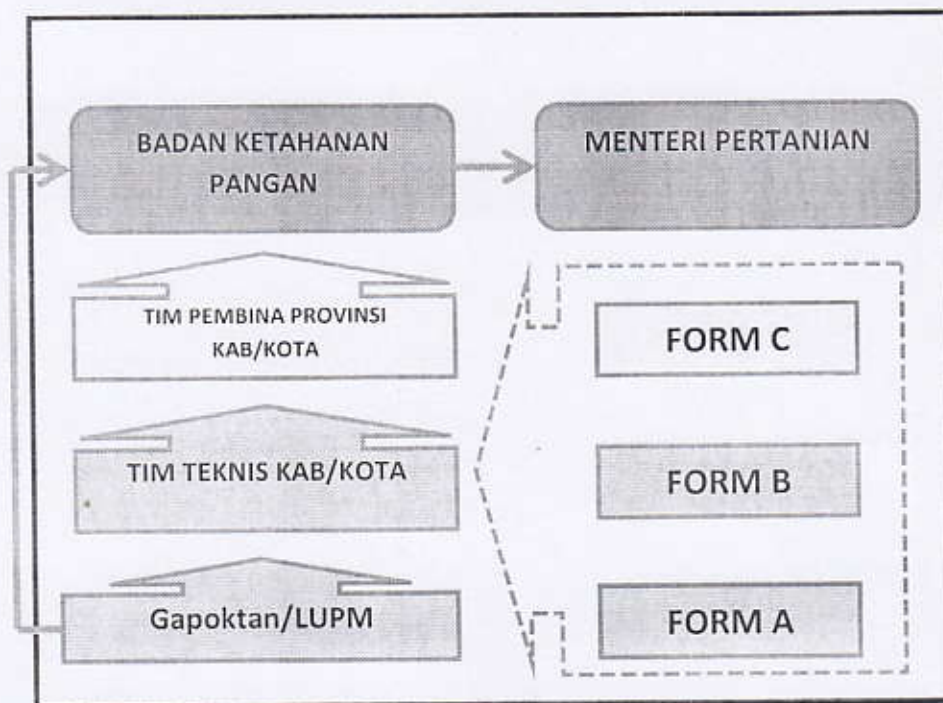 BADAN KETAHANAN
PANGAN
MENTERI PERTANIAN
TIM PEMBINA PROVINSI
KAB/KOTA
FORM C
TIM TEKNIS KAB/KOTA
FORM B
Gapoktan/LUPM
FORM A